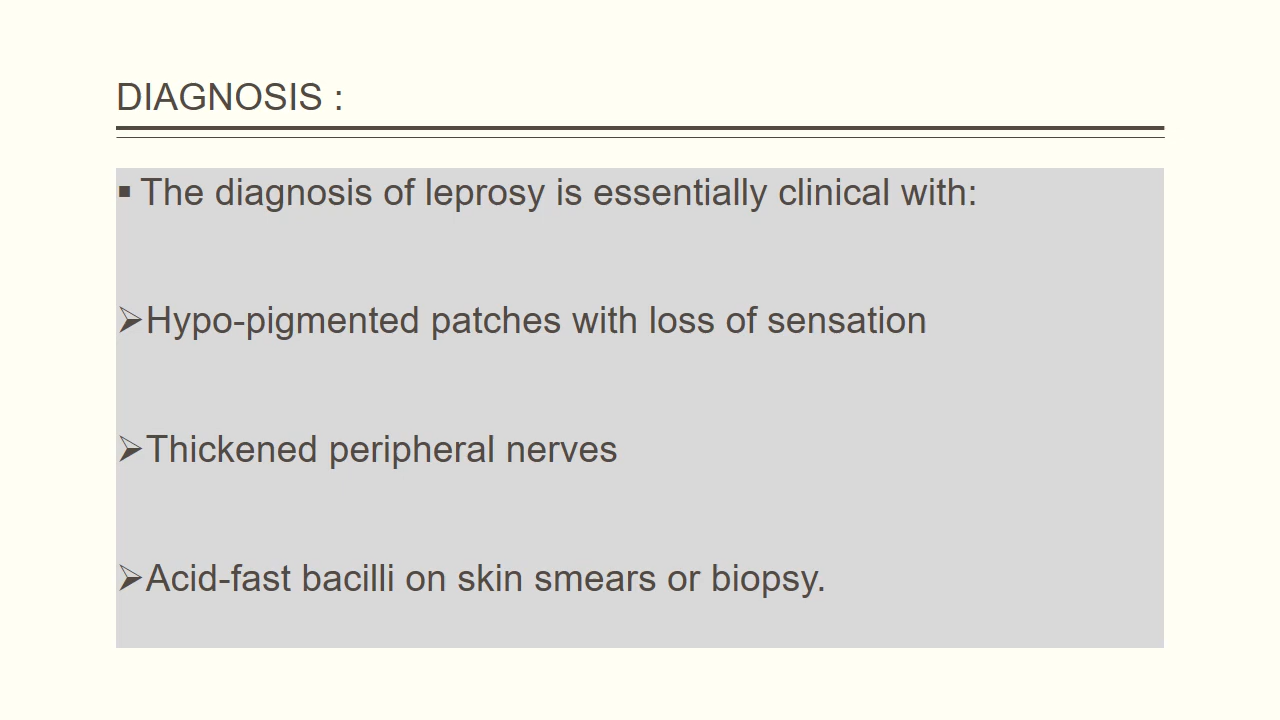 DIAGNOSIS :
▪ The diagnosis of leprosy is essentially clinical with:
➢Hypo-pigmented patches with loss of sensation
➢Thickened peripheral nerves
➢Acid-fast bacilli on skin smears or biopsy.